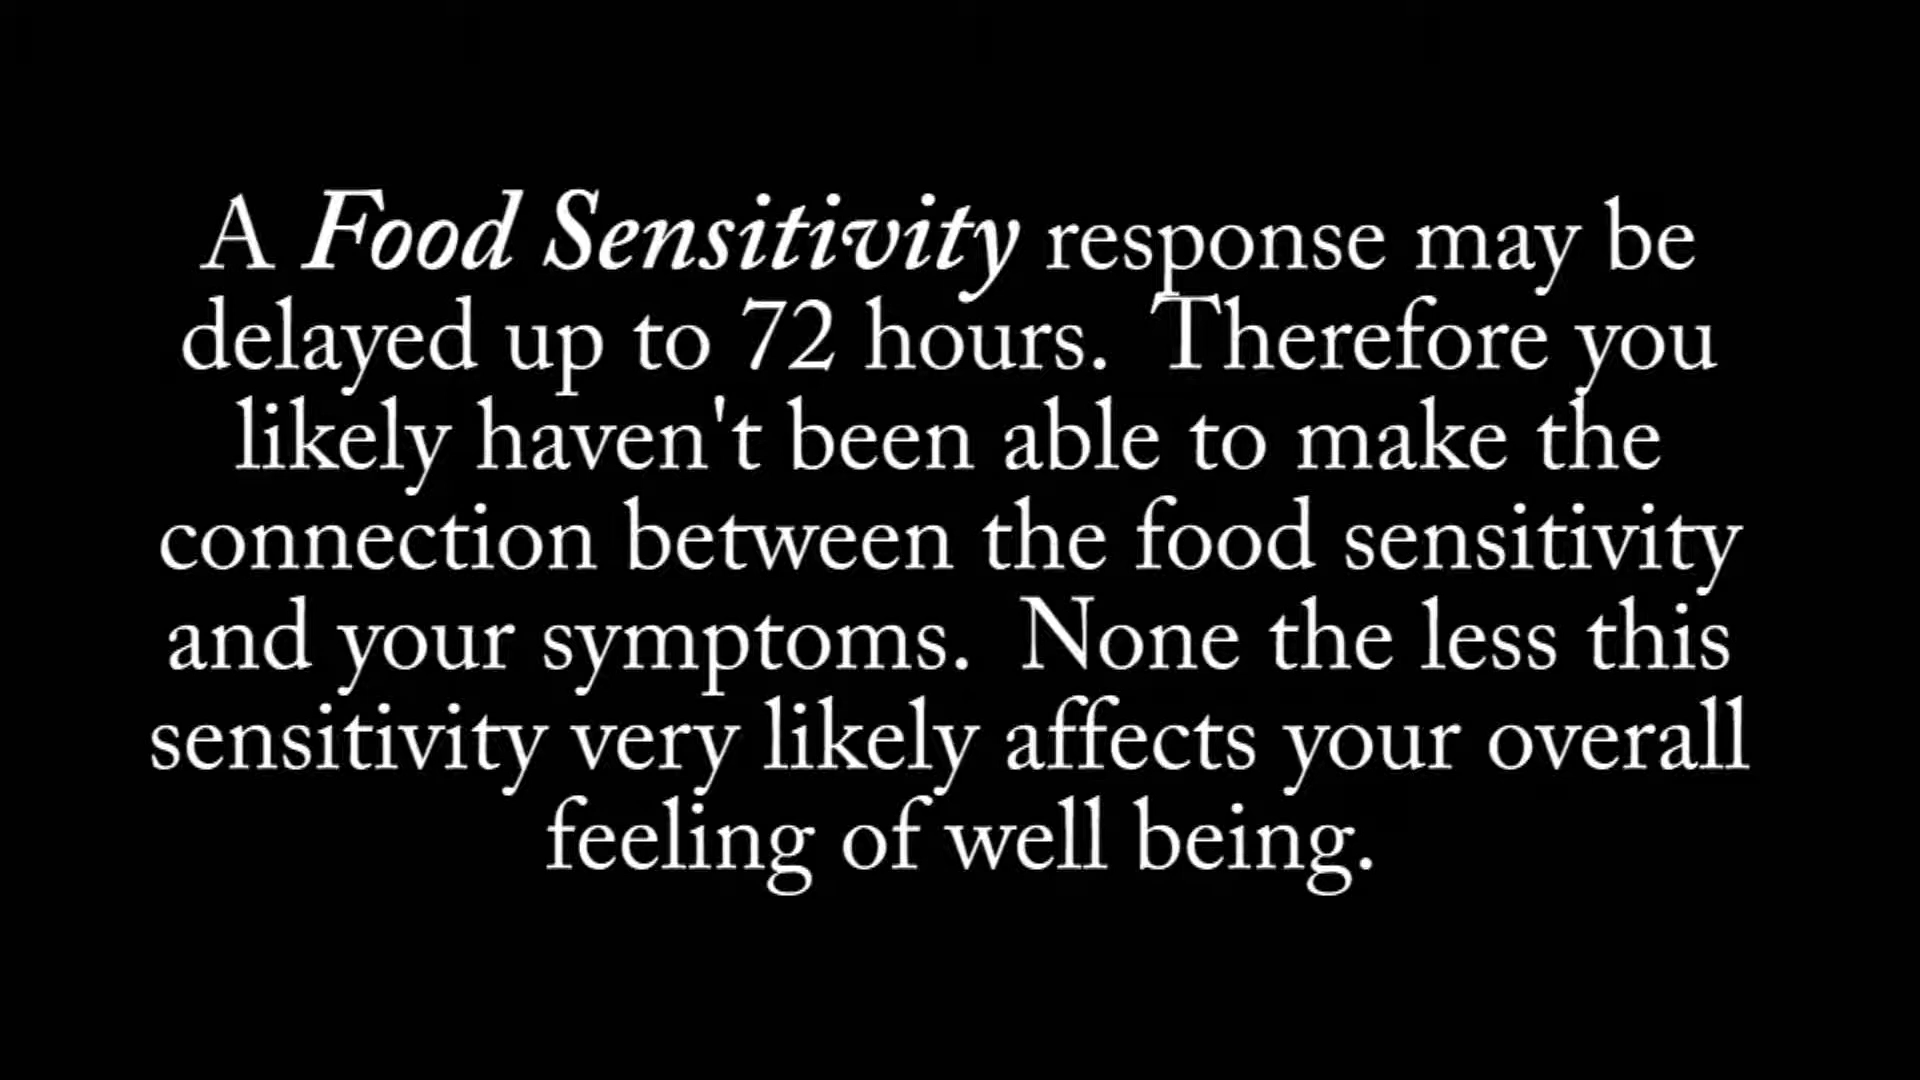 A Food Sensitivity response may be
delayed up to 72 hours.  Therefore you
likely haven't been able to make the
connection between the food sensitivity
and your symptoms.  None the less this
sensitivity very likely affects your overall
feeling of well being.